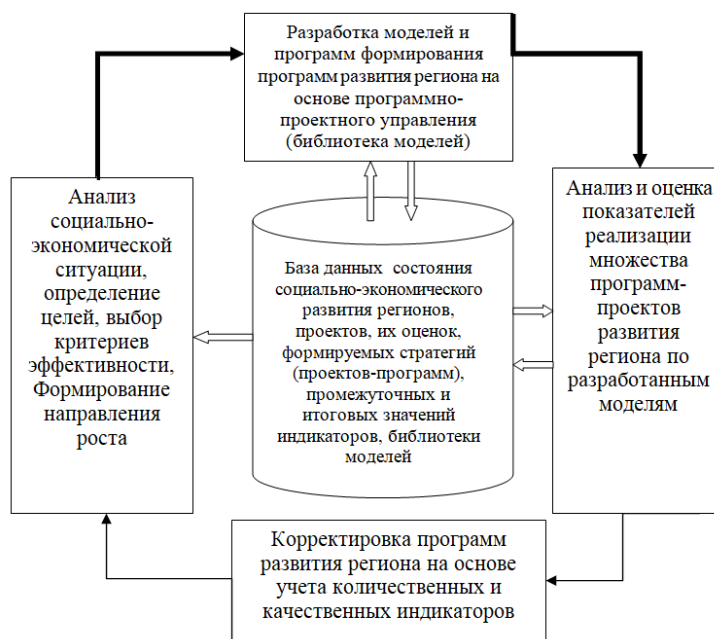 Разработка моделей и
программ формирования
программ развития региона на
основе программно-
проектного управления
(библиотека моделей)
Анализ
социально-
экономической
ситуации,
определение
целей, выбор
критериев
эффективности,
Формирование
направления
роста
База данных состояния
социально-экономического
развития регионов,
проектов, их оценок,
формируемых стратегий
(проектов-программ),
промежуточных и
итоговых значений
индикаторов, библиотеки
моделей
Анализ и оценка
показателей
реализации
множества
программ-
проектов
развития
региона по
разработанным
моделям
Корректировка программ
развития региона на основе
учета количественных и
качественных индикаторов